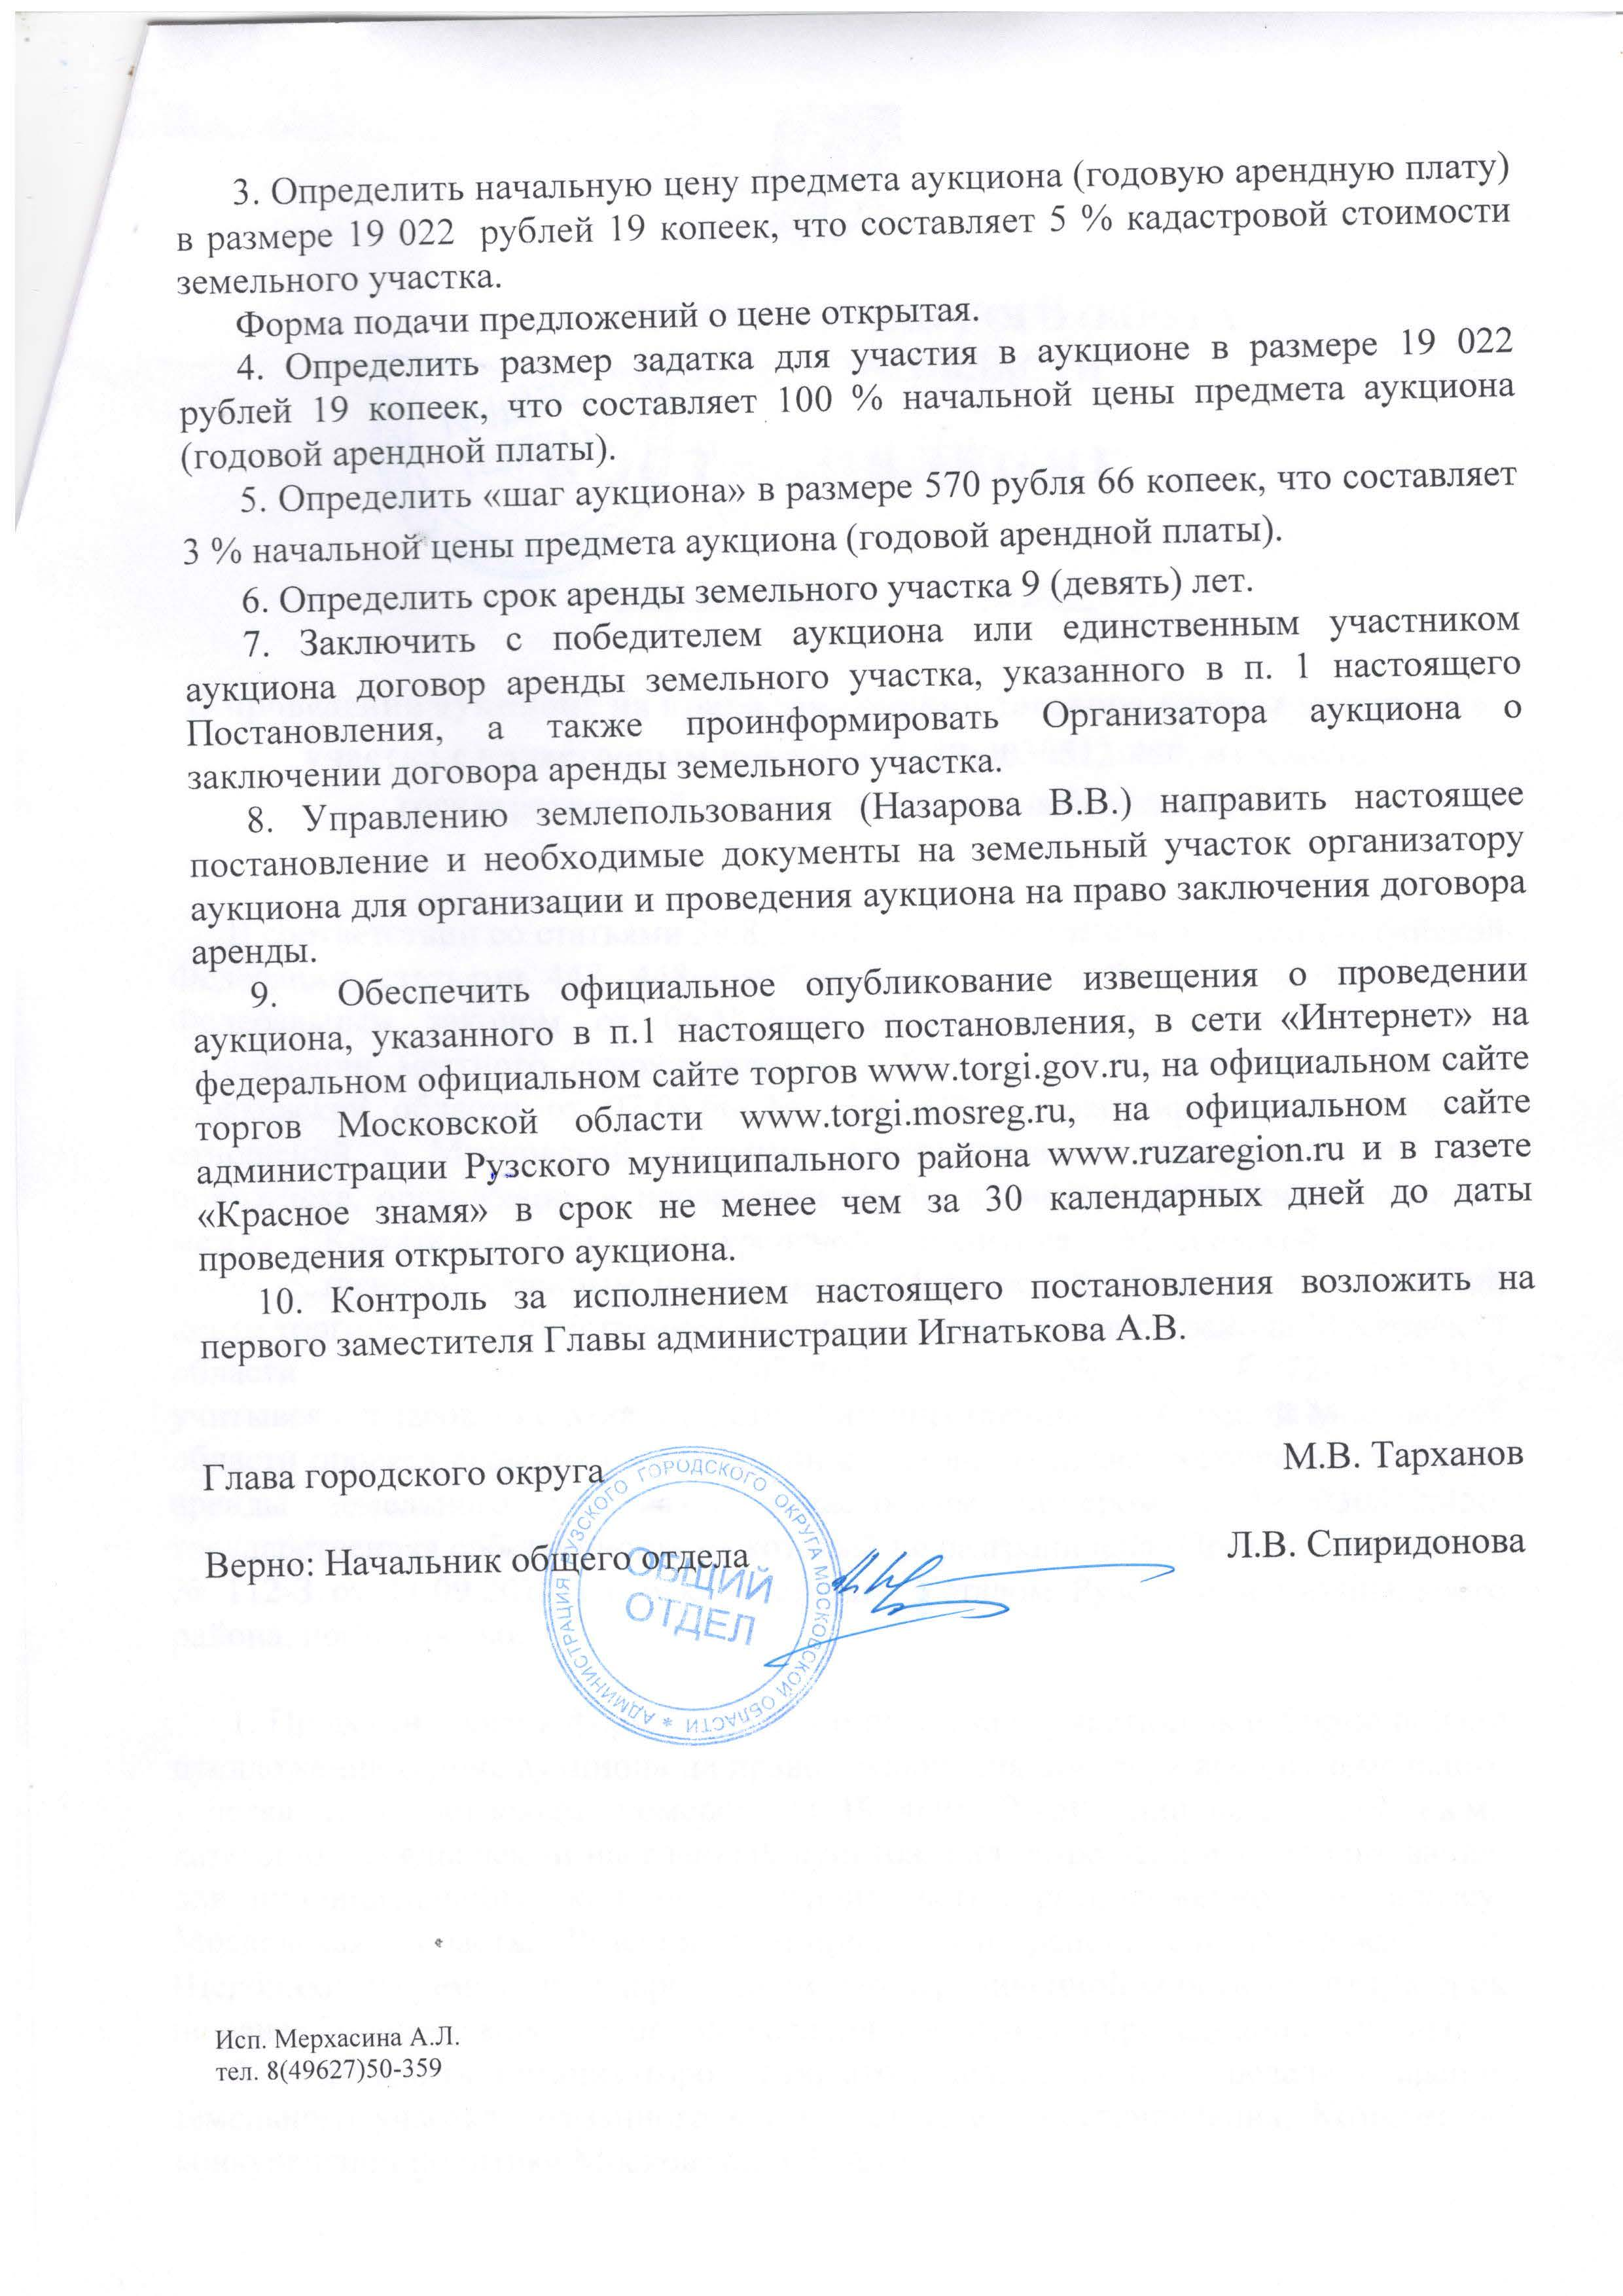 3. Определить начальную цену предмета аукциона (годовую арендную плату)
в размере 19 022 рублей 19 копеек, что составляет 5 % кадастровой стоимости
земельного участка.
Форма подачи предложений о цене открытая.
4. Определить размер задатка для участия в аукционе в размере 19 022
рублей 19 копеек, что составляет 100 % начальной цены предмета аукциона
(годовой арендной платы).
5. Определить «шаг аукциона» в размере 570 рубля 66 копеек, что составляет
3 % начальной цены предмета аукциона (годовой арендной платы).
6. Определить срок аренды земельного участка 9 (девять) лет.
7. Заключить с победителем аукциона или единственным участником
аукциона договор аренды земельного участка, указанного в п. 1 настоящего
Постановления, а также проинформировать Организатора аукциона о
заключении договора аренды земельного участка.
8. Управлению землепользования (Назарова В.В.) направить настоящее
постановление и необходимые документы на земельный участок организатору
аукциона для организации и проведения аукциона на право заключения договора
аренды.
9. Обеспечить официальное опубликование извещения о проведении
аукциона, указанного в п.1 настоящего постановления, в сети «Интернет» на
федеральном официальном сайте торгов www.torgi.gov.ru, на официальном сайте
торгов Московской области www.torgi.mosreg.ru, на официальном сайте
администрации Рузского муниципального района www.ruzaregion.ru и в газете
«Красное знамя» в срок не менее чем за 30 календарных дней до даты
проведения открытого аукциона.
10. Контроль за исполнением настоящего постановления возложить на
первого заместителя Главы администрации Игнатькова А.В.
Глава городского округа М.В. Тарханов
Верно: Начальник общего отдела Л.В. Спиридонова
АДМИНИСТРАЦИЯ РУЗСКОГО ГОРОДСКОГО ОКРУГА МОСКОВСКОЙ ОБЛАСТИ *
ОБЩИЙ
ОТДЕЛ
Исп. Мерхасина А.Л.
тел. 8(49627)50-359